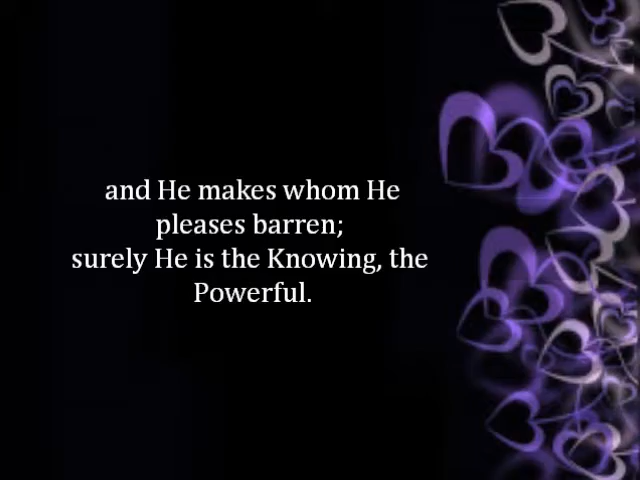 and He makes whom He
pleases barren;
surely He is the Knowing, the
Powerful.